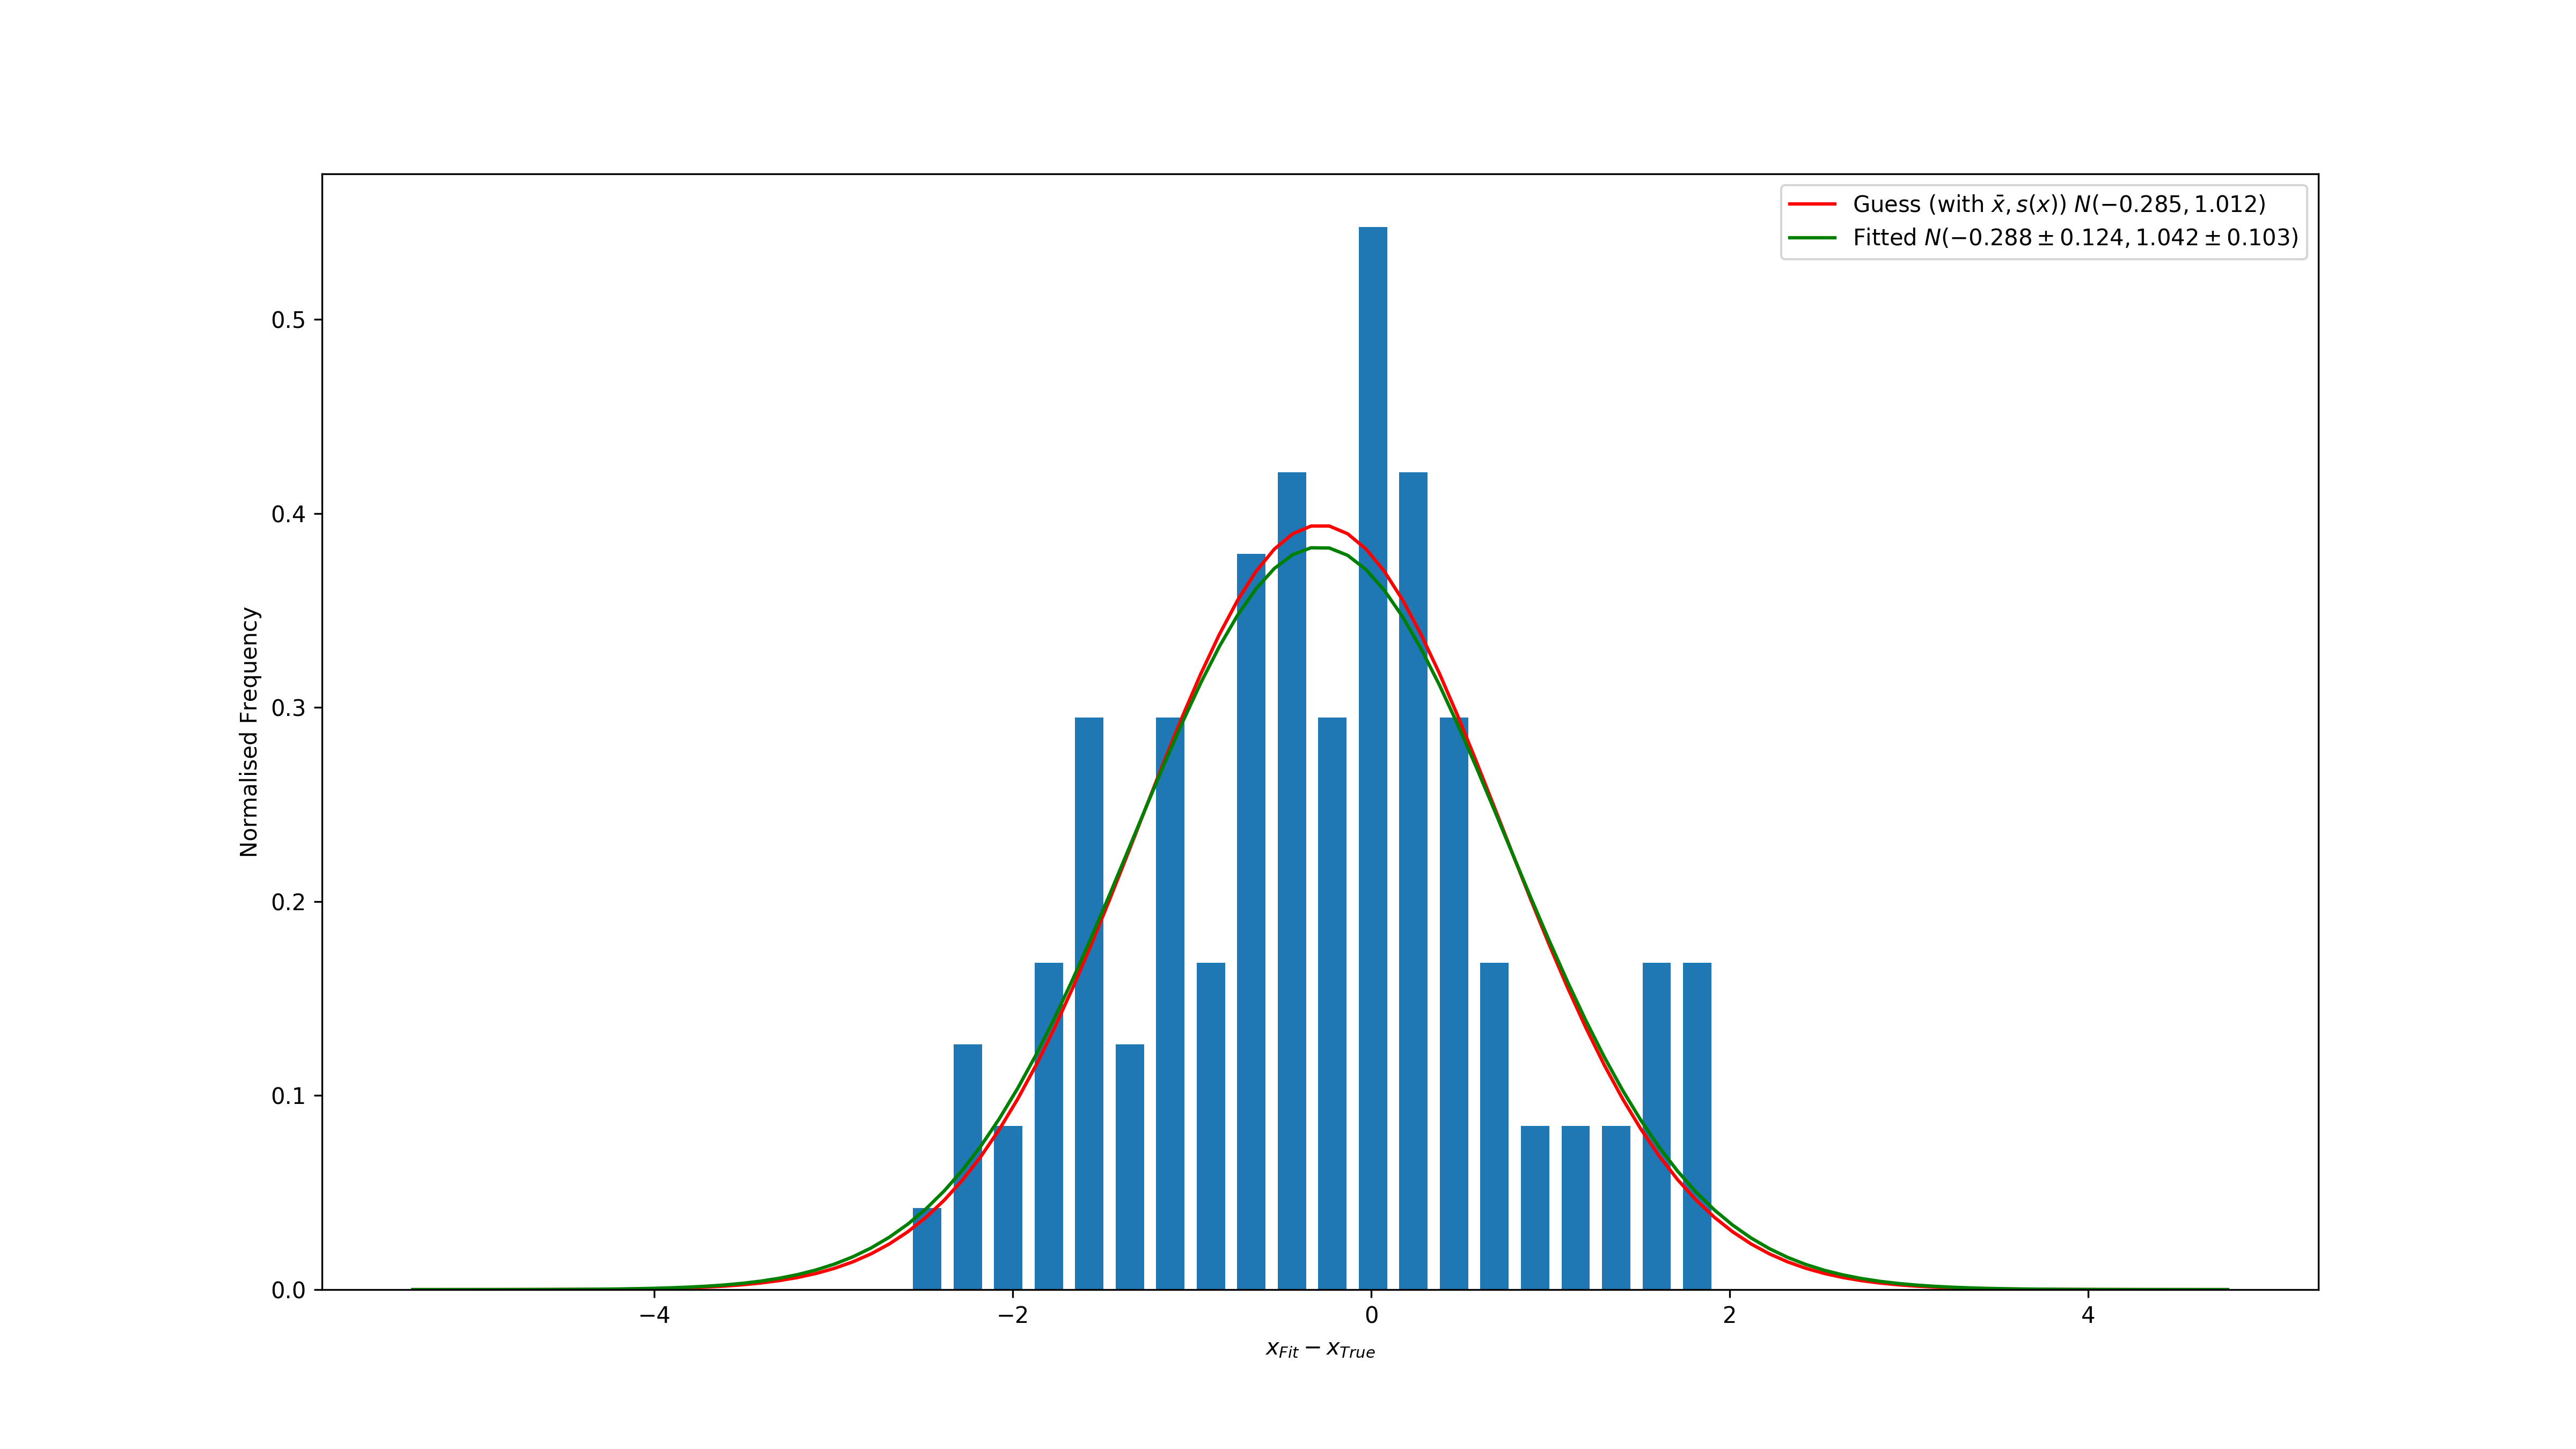 Guess (with x̄, s(x)) N(−0.285, 1.012)
Fitted N(−0.288 ± 0.124, 1.042 ± 0.103)
0.5
0.4
0.3
0.2
0.1
0.0
Normalised Frequency
−4 −2 0 2 4
x_Fit − x_True